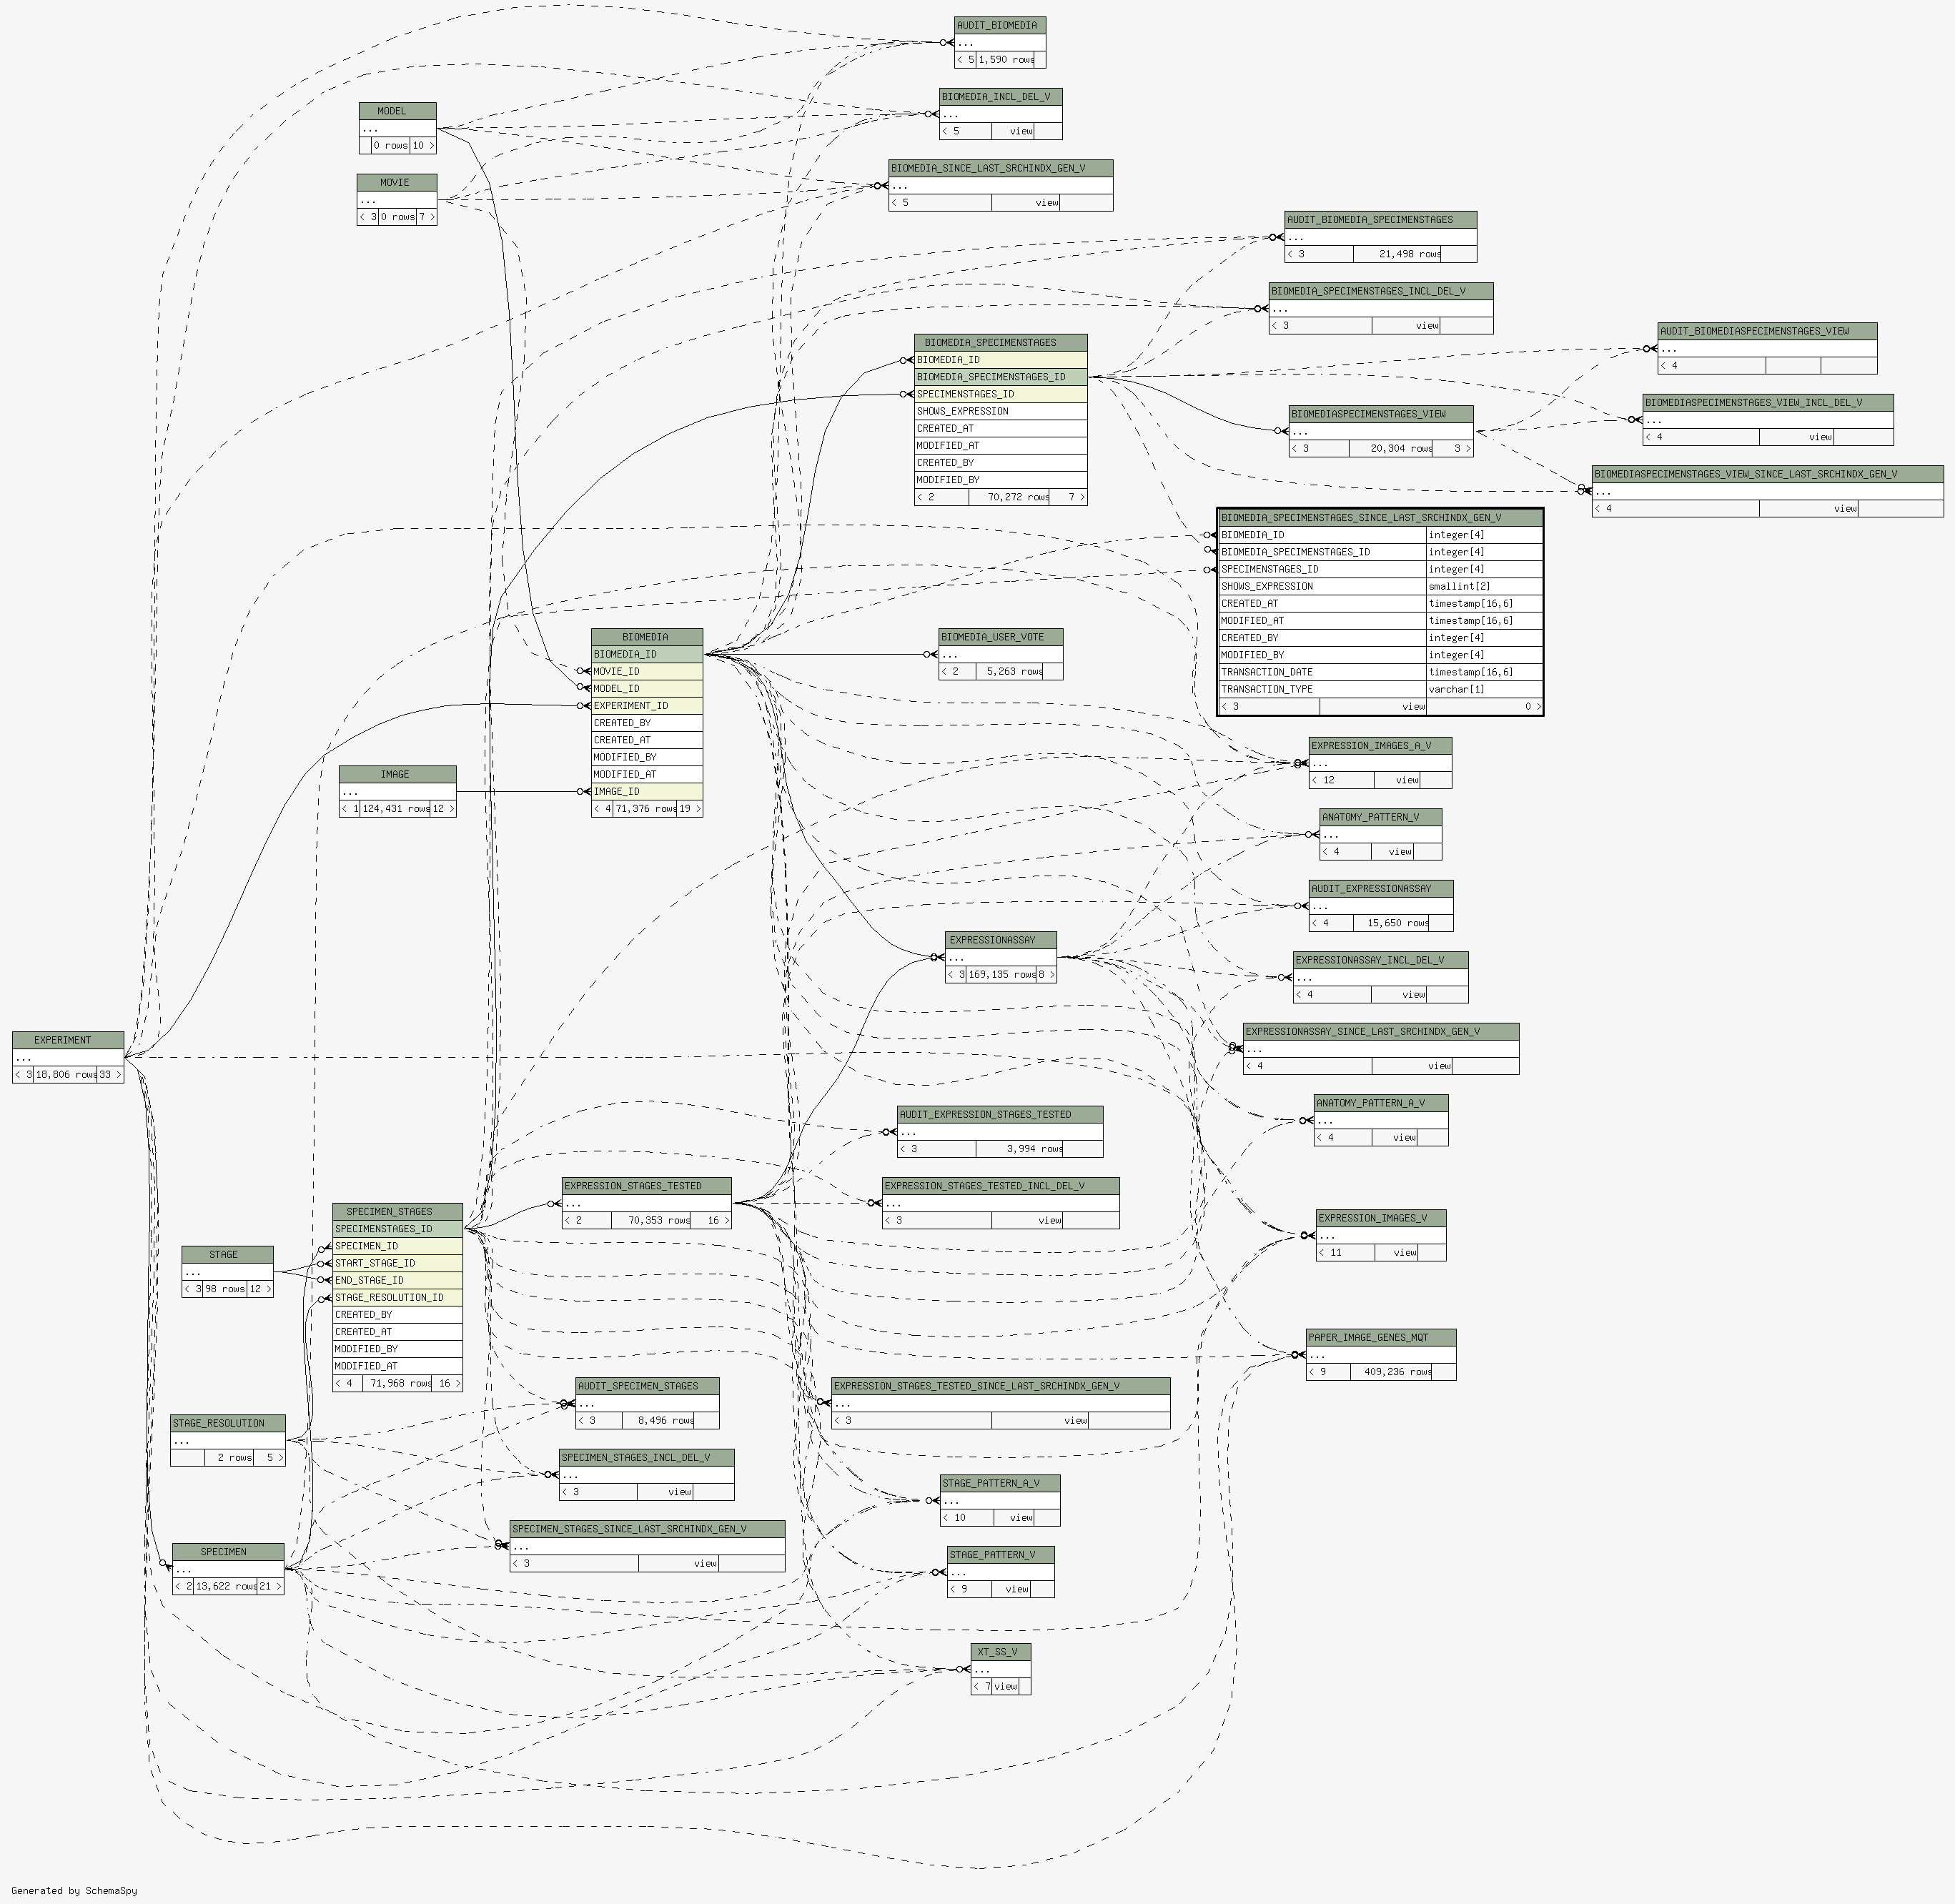 AUDIT_BIOMEDIA
...
< 5 1,590 rows
BIOMEDIA_INCL_DEL_V
...
< 5 view
MODEL
...
0 rows 10 >
BIOMEDIA_SINCE_LAST_SRCHINDX_GEN_V
...
< 5 view
MOVIE
...
< 3 0 rows 7 >
AUDIT_BIOMEDIA_SPECIMENSTAGES
...
< 3 21,498 rows
BIOMEDIA_SPECIMENSTAGES_INCL_DEL_V
...
< 3 view
AUDIT_BIOMEDIASPECIMENSTAGES_VIEW
...
< 4
BIOMEDIA_SPECIMENSTAGES
BIOMEDIA_ID
BIOMEDIA_SPECIMENSTAGES_ID
SPECIMENSTAGES_ID
SHOWS_EXPRESSION
CREATED_AT
MODIFIED_AT
CREATED_BY
MODIFIED_BY
< 2 70,272 rows 7 >
BIOMEDIASPECIMENSTAGES_VIEW
...
< 3 20,304 rows 3 >
BIOMEDIASPECIMENSTAGES_VIEW_INCL_DEL_V
...
< 4 view
BIOMEDIASPECIMENSTAGES_VIEW_SINCE_LAST_SRCHINDX_GEN_V
...
< 4 view
BIOMEDIA_SPECIMENSTAGES_SINCE_LAST_SRCHINDX_GEN_V
BIOMEDIA_ID integer[4]
BIOMEDIA_SPECIMENSTAGES_ID integer[4]
SPECIMENSTAGES_ID integer[4]
SHOWS_EXPRESSION smallint[2]
CREATED_AT timestamp[16,6]
MODIFIED_AT timestamp[16,6]
CREATED_BY integer[4]
MODIFIED_BY integer[4]
TRANSACTION_DATE timestamp[16,6]
TRANSACTION_TYPE varchar[1]
< 3 view 0 >
BIOMEDIA
BIOMEDIA_ID
MOVIE_ID
MODEL_ID
EXPERIMENT_ID
CREATED_BY
CREATED_AT
MODIFIED_BY
MODIFIED_AT
IMAGE_ID
< 4 71,376 rows 19 >
BIOMEDIA_USER_VOTE
...
< 2 5,263 rows
IMAGE
...
< 1 124,431 rows 12 >
EXPRESSION_IMAGES_A_V
...
< 12 view
ANATOMY_PATTERN_V
...
< 4 view
AUDIT_EXPRESSIONASSAY
...
< 4 15,650 rows
EXPRESSIONASSAY
...
< 3 169,135 rows 8 >
EXPRESSIONASSAY_INCL_DEL_V
...
< 4 view
EXPRESSIONASSAY_SINCE_LAST_SRCHINDX_GEN_V
...
< 4 view
EXPERIMENT
...
< 3 18,806 rows 33 >
ANATOMY_PATTERN_A_V
...
< 4 view
AUDIT_EXPRESSION_STAGES_TESTED
...
< 3 3,994 rows
EXPRESSION_STAGES_TESTED
...
< 2 70,353 rows 16 >
EXPRESSION_STAGES_TESTED_INCL_DEL_V
...
< 3 view
EXPRESSION_IMAGES_V
...
< 11 view
SPECIMEN_STAGES
SPECIMENSTAGES_ID
SPECIMEN_ID
START_STAGE_ID
END_STAGE_ID
STAGE_RESOLUTION_ID
CREATED_BY
CREATED_AT
MODIFIED_BY
MODIFIED_AT
< 4 71,968 rows 16 >
STAGE
...
< 3 98 rows 12 >
PAPER_IMAGE_GENES_MQT
...
< 9 409,236 rows
AUDIT_SPECIMEN_STAGES
...
< 3 8,496 rows
EXPRESSION_STAGES_TESTED_SINCE_LAST_SRCHINDX_GEN_V
...
< 3 view
STAGE_RESOLUTION
...
2 rows 5 >
SPECIMEN_STAGES_INCL_DEL_V
...
< 3 view
STAGE_PATTERN_A_V
...
< 10 view
SPECIMEN_STAGES_SINCE_LAST_SRCHINDX_GEN_V
...
< 3 view
SPECIMEN
...
< 2 13,622 rows 21 >
STAGE_PATTERN_V
...
< 9 view
XT_SS_V
...
< 7 view
Generated by SchemaSpy